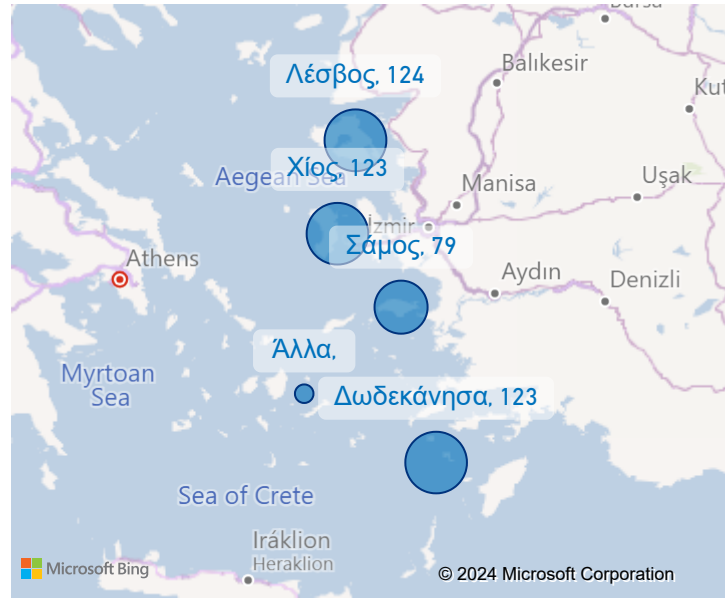 Bursa
Λέσβος, 124
Balıkesir
Kut
Χίος, 123
Aegean Sea
Manisa
Uşak
İzmir
Σάμος, 79
Athens
Aydın
Denizli
Άλλα,
Myrtoan
Sea
Δωδεκάνησα, 123
Sea of Crete
Iráklion
Heraklion
Microsoft Bing
© 2024 Microsoft Corporation